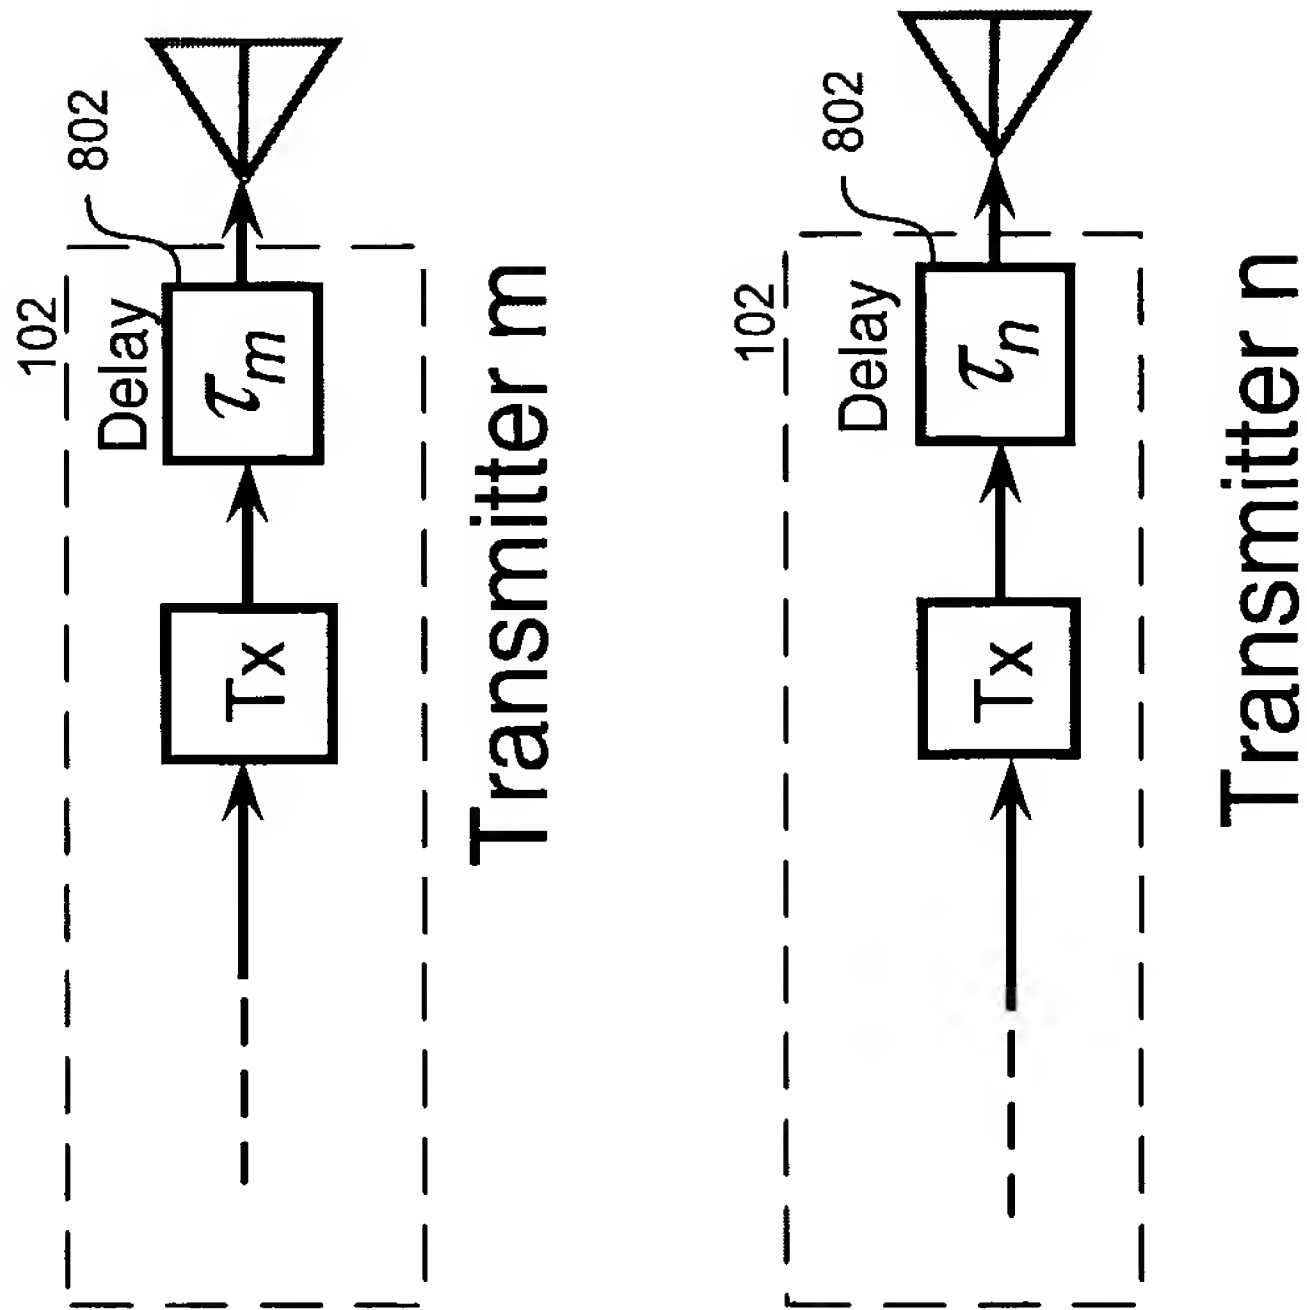 802
102
Delay
τm
Tx
Transmitter m
802
102
Delay
τn
Tx
Transmitter n